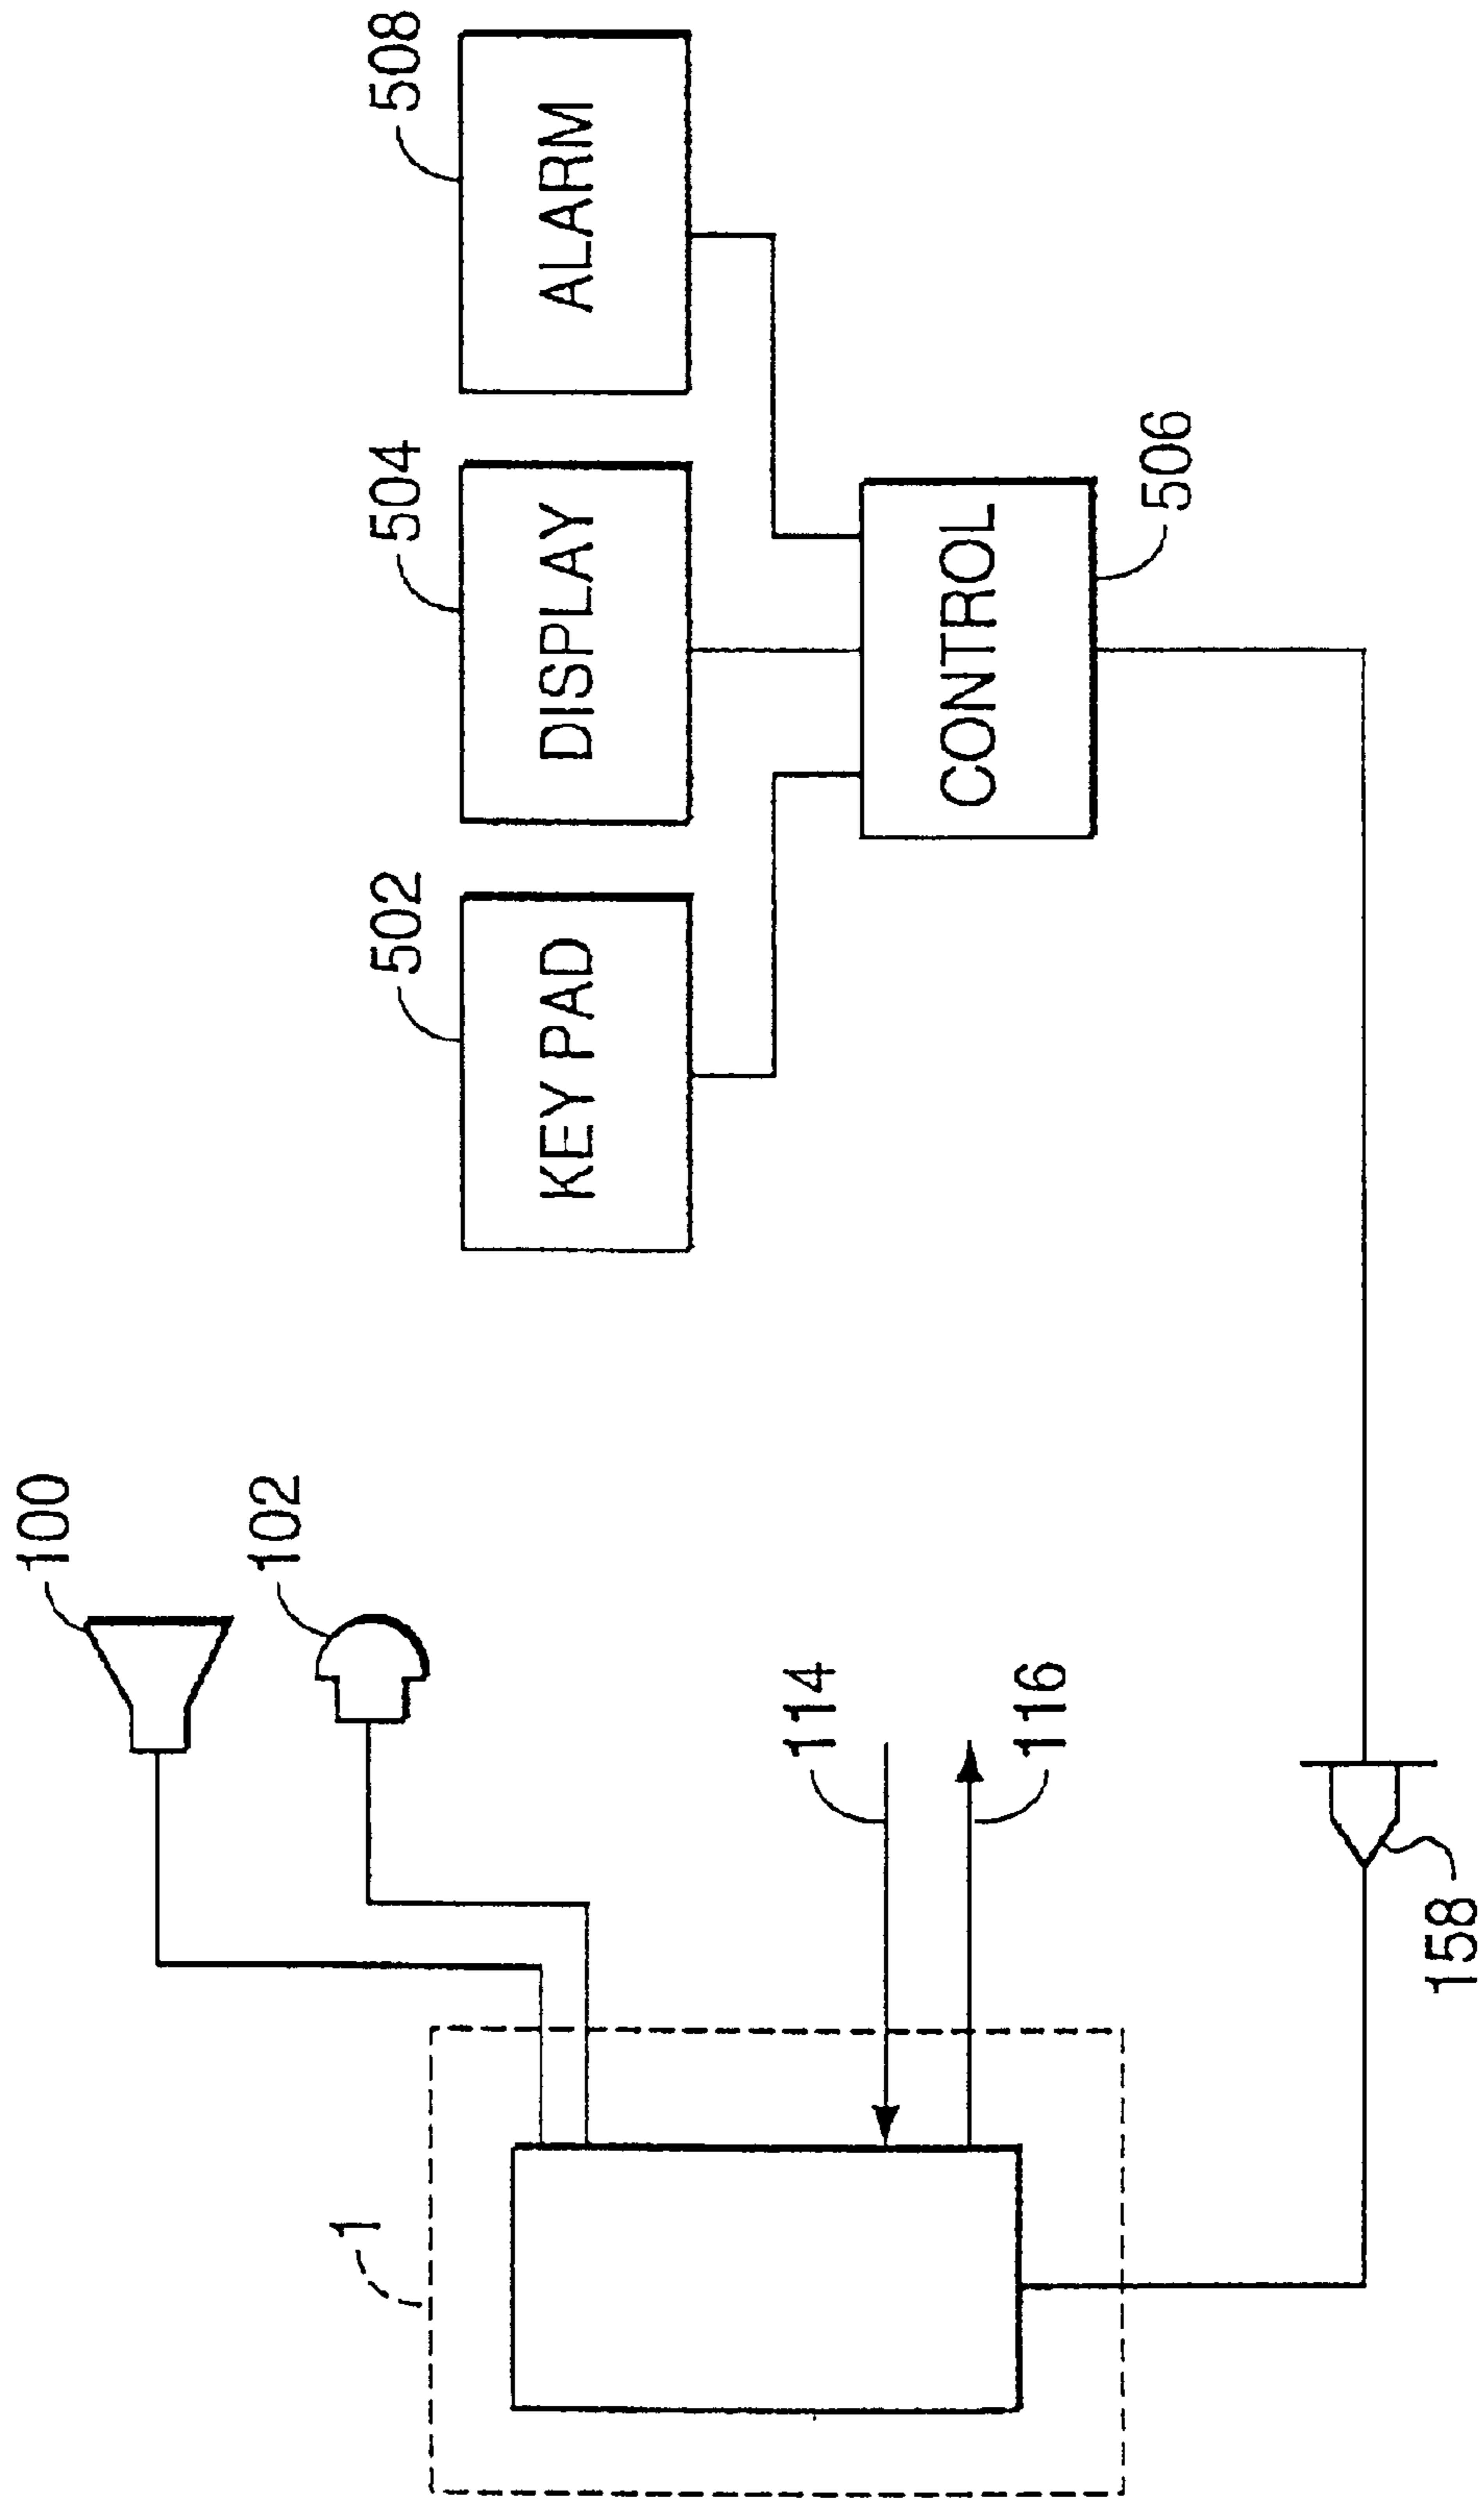 100
102
1
114
116
158
502
KEY PAD
504
DISPLAY
508
ALARM
CONTROL
506